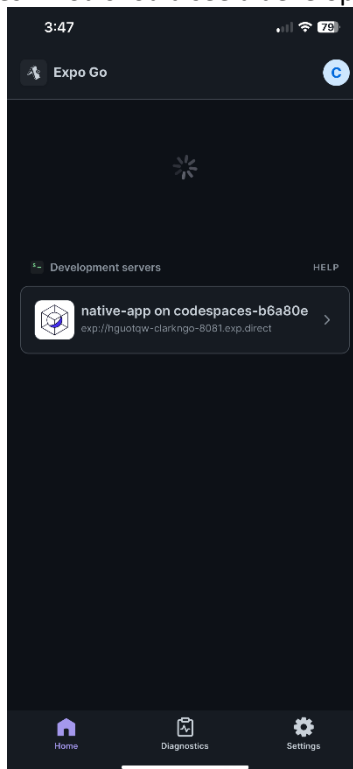 3:47
79
Expo Go
C
Development servers
HELP
native-app on codespaces-b6a80e
exp://hguotqw-clarkngo-8081.exp.direct
Home
Diagnostics
Settings